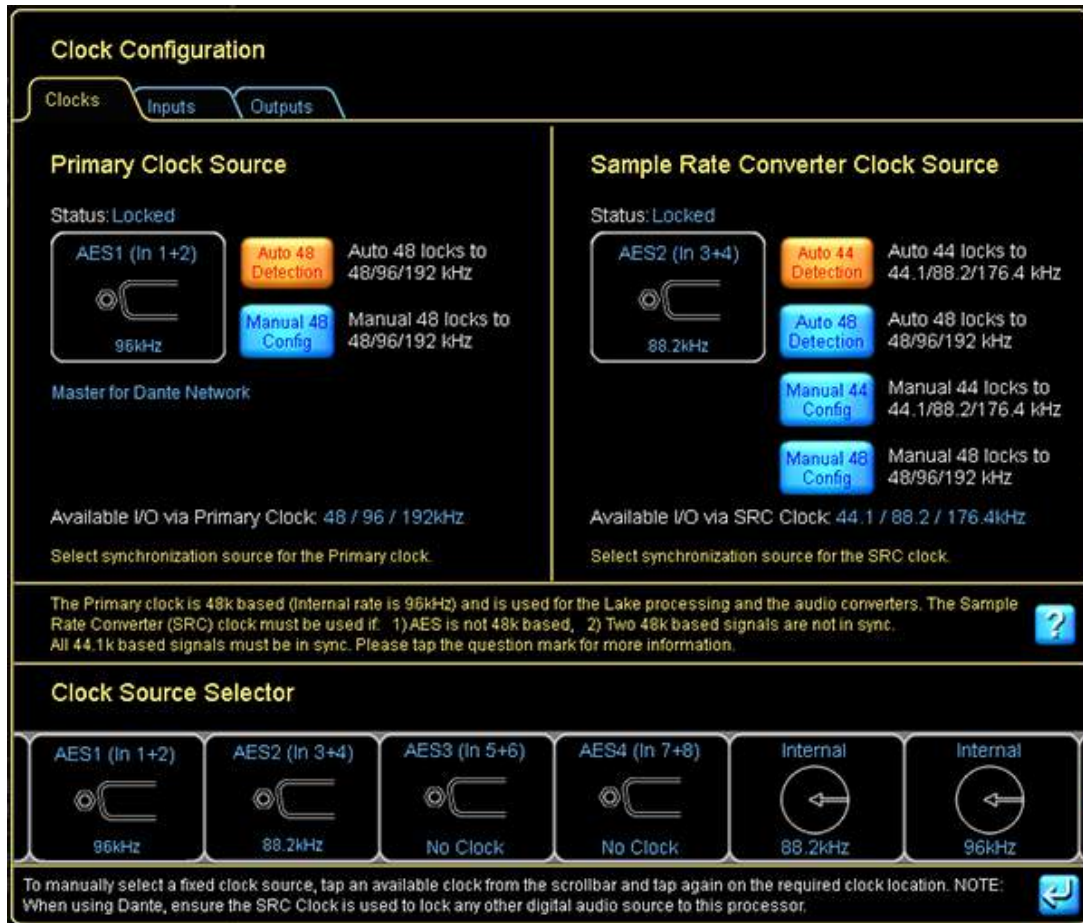 Clock Configuration
Clocks
Inputs
Outputs
Primary Clock Source
Status: Locked
AES1 (In 1+2)
96kHz
Auto 48
Detection
Auto 48 locks to
48/96/192 kHz
Manual 48
Config
Manual 48 locks to
48/96/192 kHz
Master for Dante Network
Available I/O via Primary Clock: 48 / 96 / 192kHz
Select synchronization source for the Primary clock.
Sample Rate Converter Clock Source
Status: Locked
AES2 (In 3+4)
88.2kHz
Auto 44
Detection
Auto 44 locks to
44.1/88.2/176.4 kHz
Auto 48
Detection
Auto 48 locks to
48/96/192 kHz
Manual 44
Config
Manual 44 locks to
44.1/88.2/176.4 kHz
Manual 48
Config
Manual 48 locks to
48/96/192 kHz
Available I/O via SRC Clock: 44.1 / 88.2 / 176.4kHz
Select synchronization source for the SRC clock.
The Primary clock is 48k based (Internal rate is 96kHz) and is used for the Lake processing and the audio converters. The Sample
Rate Converter (SRC) clock must be used if: 1) AES is not 48k based, 2) Two 48k based signals are not in sync.
All 44.1k based signals must be in sync. Please tap the question mark for more information.
?
Clock Source Selector
AES1 (In 1+2)
96kHz
AES2 (In 3+4)
88.2kHz
AES3 (In 5+6)
No Clock
AES4 (In 7+8)
No Clock
Internal
88.2kHz
Internal
96kHz
To manually select a fixed clock source, tap an available clock from the scrollbar and tap again on the required clock location. NOTE:
When using Dante, ensure the SRC Clock is used to lock any other digital audio source to this processor.